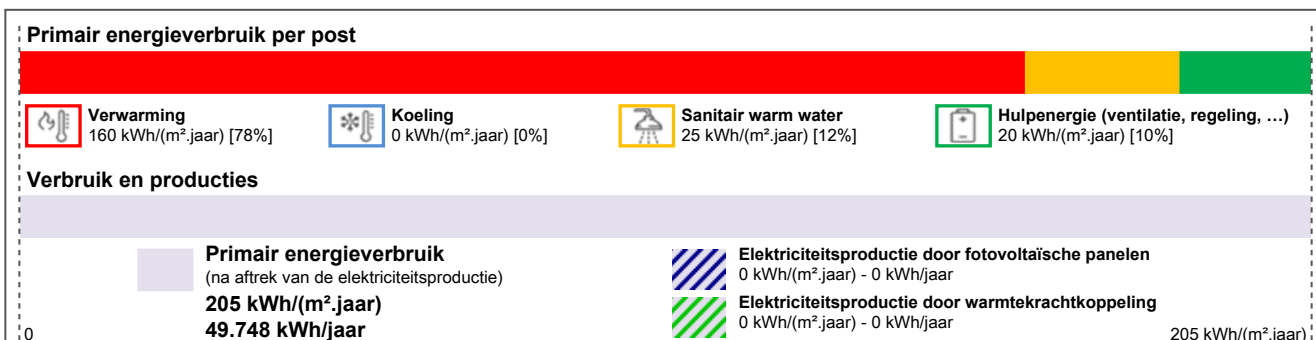 Primair energieverbruik per post
Verwarming
160 kWh/(m².jaar) [78%]
Koeling
0 kWh/(m².jaar) [0%]
Sanitair warm water
25 kWh/(m².jaar) [12%]
Hulpenergie (ventilatie, regeling, …)
20 kWh/(m².jaar) [10%]
Verbruik en producties
Primair energieverbruik
(na aftrek van de elektriciteitsproductie)
205 kWh/(m².jaar)
49.748 kWh/jaar
Elektriciteitsproductie door fotovoltaïsche panelen
0 kWh/(m².jaar) - 0 kWh/jaar
Elektriciteitsproductie door warmtekrachtkoppeling
0 kWh/(m².jaar) - 0 kWh/jaar
0
205 kWh/(m².jaar)